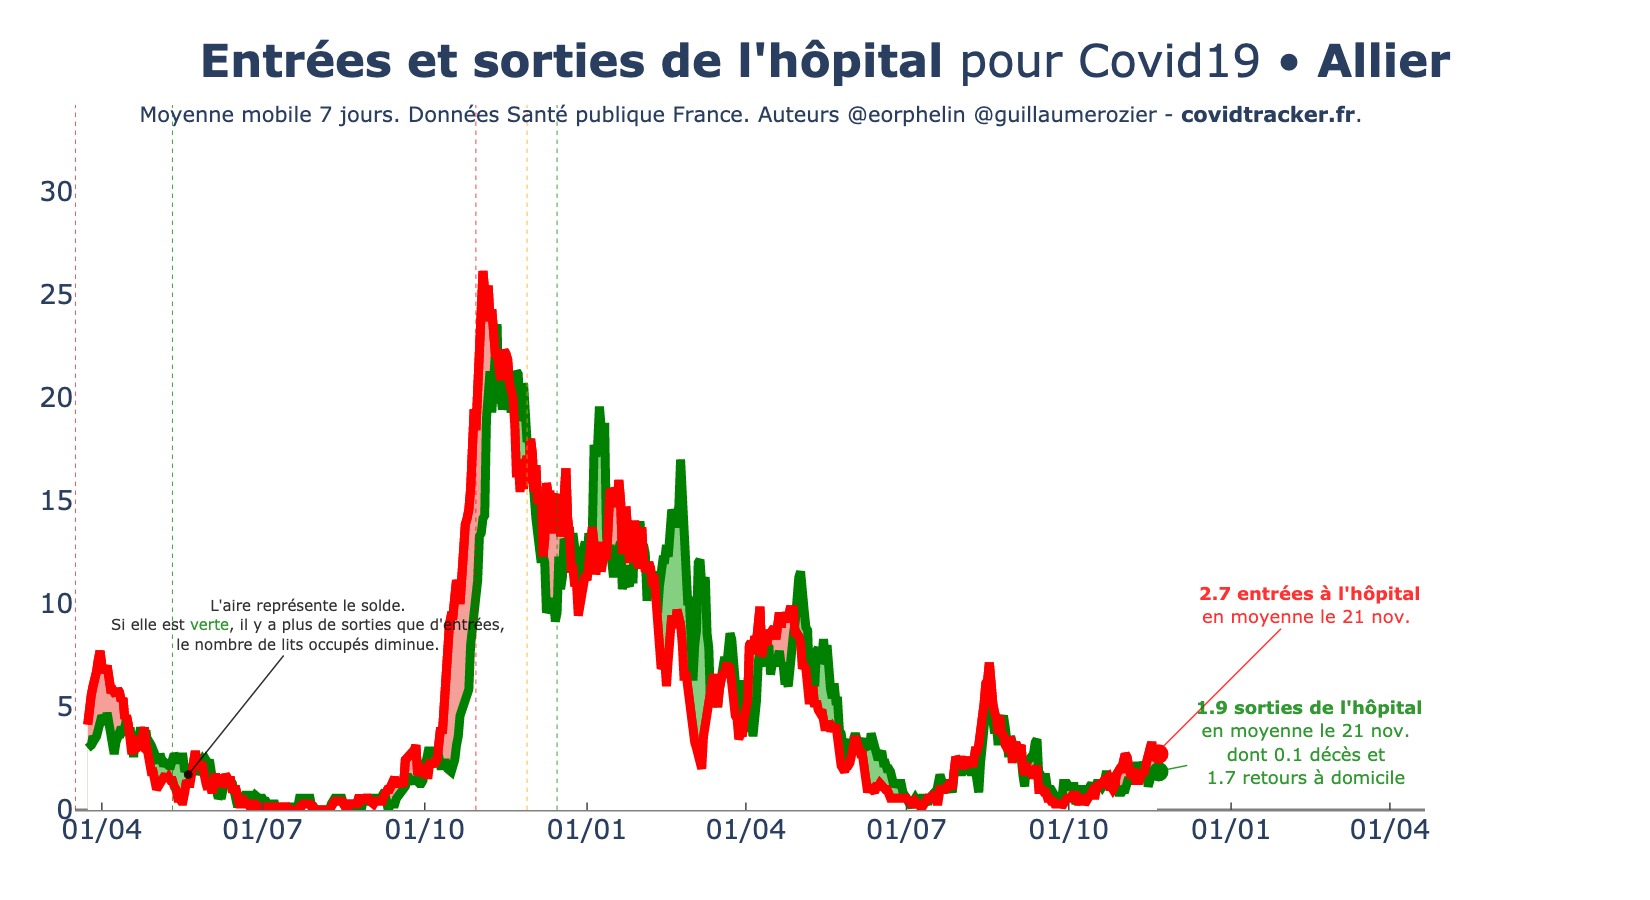 Entrées et sorties de l'hôpital pour Covid19 • Allier
Moyenne mobile 7 jours. Données Santé publique France. Auteurs @eorphelin @guillaumerozier - covidtracker.fr.
30
25
20
15
10
5
0
L'aire représente le solde.
Si elle est verte, il y a plus de sorties que d'entrées,
le nombre de lits occupés diminue.
2.7 entrées à l'hôpital
en moyenne le 21 nov.
1.9 sorties de l'hôpital
en moyenne le 21 nov.
dont 0.1 décès et
1.7 retours à domicile
01/04 01/07 01/10 01/01 01/04 01/07 01/10 01/01 01/04